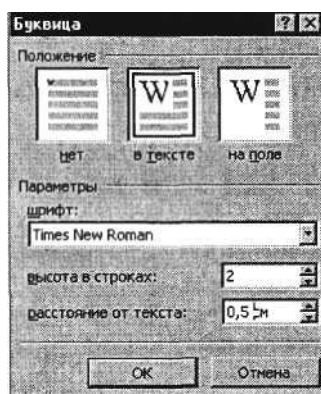 Буквица
Положение
W W
нет в тексте на поле
Параметры
шрифт:
Times New Roman
высота в строках: 2
расстояние от текста: 0,5 см
ОК Отмена